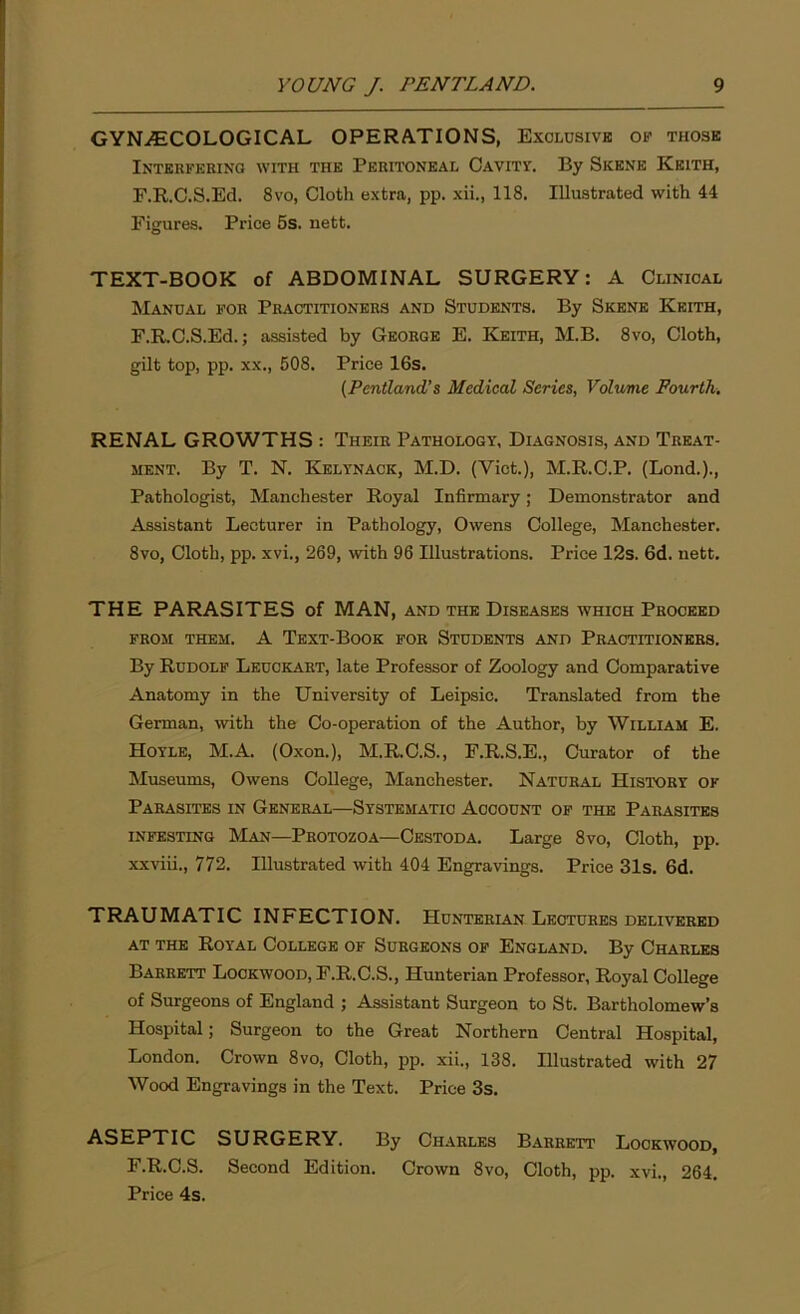 YOUNG J. PENTLAND. 9
GYNÆCOLOGICAL OPERATIONS, Exclusive of those
Interfering with the Peritoneal Cavity. By Skene Keith,
F.R.C.S.Ed. 8vo, Cloth extra, pp. xii., 118. Illustrated with 44
Figures. Price 5s. nett.
TEXT-BOOK of ABDOMINAL SURGERY: A Clinical
Manual for Practitioners and Students. By Skene Keith,
F.R.C.S.Ed.; assisted by George E. Keith, M.B. 8vo, Cloth,
gilt top, pp. xx., 508. Price 16s.
(Pentland's Medical Series, Volume Fourth.
RENAL GROWTHS: Their Pathology, Diagnosis, and Treat-
ment. By T. N. Kelynack, M.D. (Vict.), M.R.C.P. (Lond.).,
Pathologist, Manchester Royal Infirmary; Demonstrator and
Assistant Lecturer in Pathology, Owens College, Manchester.
8vo, Cloth, pp. xvi., 269, with 96 Illustrations. Price 12s. 6d. nett.
THE PARASITES of MAN, and the Diseases which Proceed
from them. A Text-Book for Students and Practitioners.
By Rudolf Leuckart, late Professor of Zoology and Comparative
Anatomy in the University of Leipsic. Translated from the
German, with the Co-operation of the Author, by William E.
Hoyle, M.A. (Oxon.), M.R.C.S., F.R.S.E., Curator of the
Museums, Owens College, Manchester. Natural History of
Parasites in General—Systematic Account of the Parasites
infesting Man—Protozoa—Cestoda. Large 8vo, Cloth, pp.
xxviii., 772. Illustrated with 404 Engravings. Price 31s. 6d.
TRAUMATIC INFECTION. Hunterian Lectures delivered
at the Royal College of Surgeons of England. By Charles
Barrett Lockwood, F.R.C.S., Hunterian Professor, Royal College
of Surgeons of England ; Assistant Surgeon to St. Bartholomew's
Hospital; Surgeon to the Great Northern Central Hospital,
London. Crown 8vo, Cloth, pp. xii., 138. Illustrated with 27
Wood Engravings in the Text. Price 3s.
ASEPTIC SURGERY. By Charles Barrett Lockwood,
F.R.C.S. Second Edition. Crown 8vo, Cloth, pp. xvi., 264.
Price 4s.